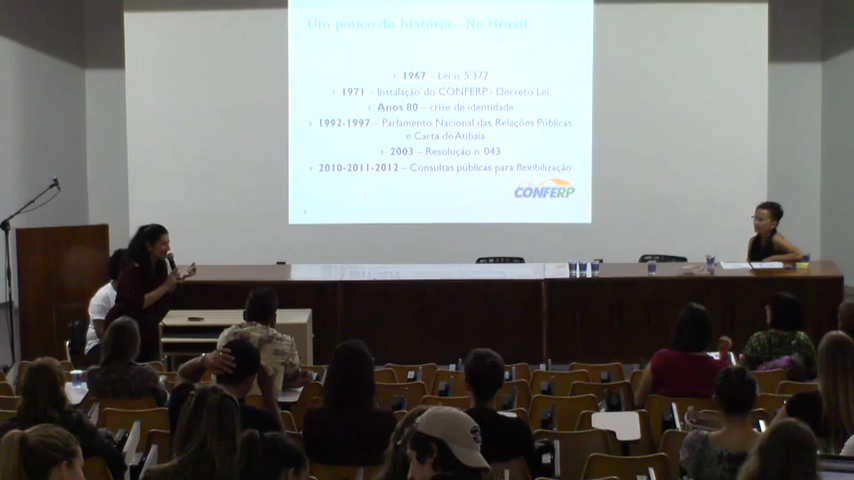 Um pouco da história – No Brasil
› 1967 – Lei n. 5.377
› 1971 – Instalação do CONFERP - Decreto Lei
› Anos 80 – crise de identidade
› 1992-1997 – Parlamento Nacional das Relações Públicas
e Carta de Atibaia
› 2003 – Resolução n. 043
› 2010-2011-2012 – Consultas públicas para flexibilização
CONFERP